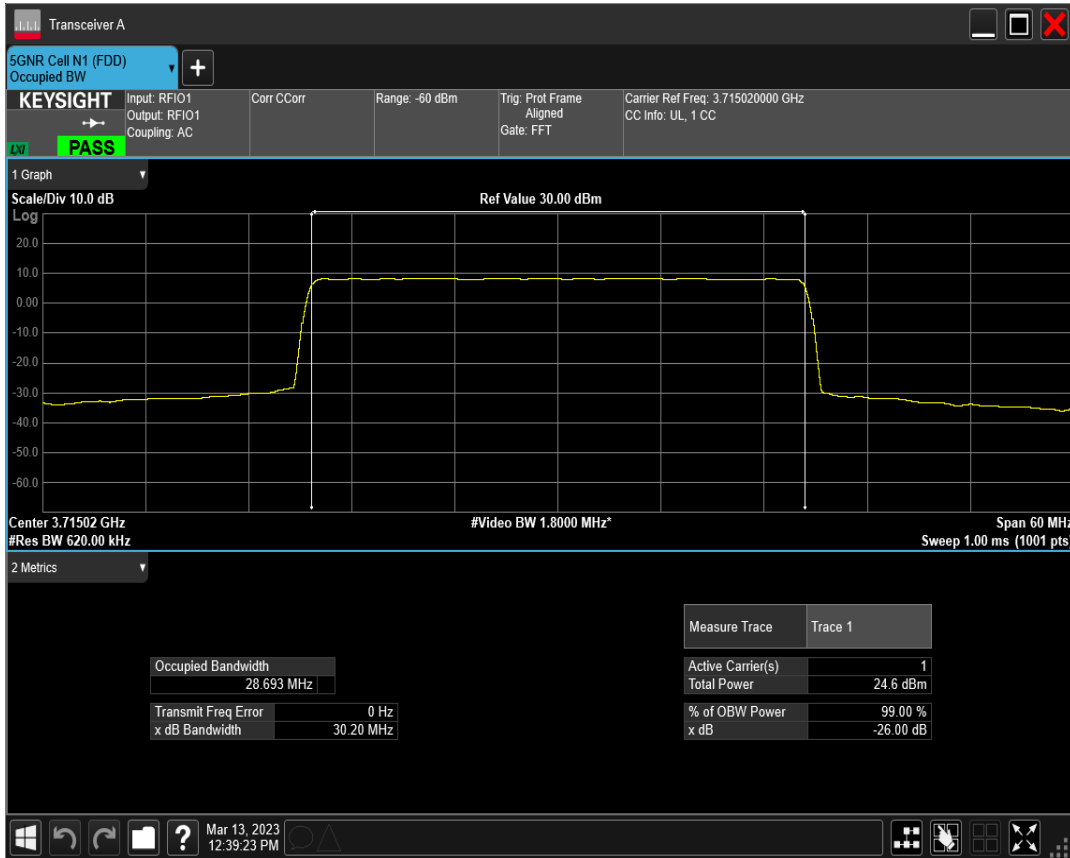 Transceiver A
5GNR Cell N1 (FDD)
Occupied BW
KEYSIGHT
LXI
PASS
Input: RFIO1
Output: RFIO1
Coupling: AC
Corr CCorr
Range: -60 dBm
Trig: Prot Frame
Aligned
Gate: FFT
Carrier Ref Freq: 3.715020000 GHz
CC Info: UL, 1 CC
1 Graph
Scale/Div 10.0 dB
Ref Value 30.00 dBm
Log
20.0
10.0
0.00
-10.0
-20.0
-30.0
-40.0
-50.0
-60.0
Center 3.71502 GHz
#Video BW 1.8000 MHz*
Span 60 MHz
#Res BW 620.00 kHz
Sweep 1.00 ms (1001 pts)
2 Metrics
Measure Trace Trace 1
Occupied Bandwidth
28.693 MHz
Active Carrier(s) 1
Total Power 24.6 dBm
Transmit Freq Error 0 Hz
x dB Bandwidth 30.20 MHz
% of OBW Power 99.00 %
x dB -26.00 dB
?
Mar 13, 2023
12:39:23 PM